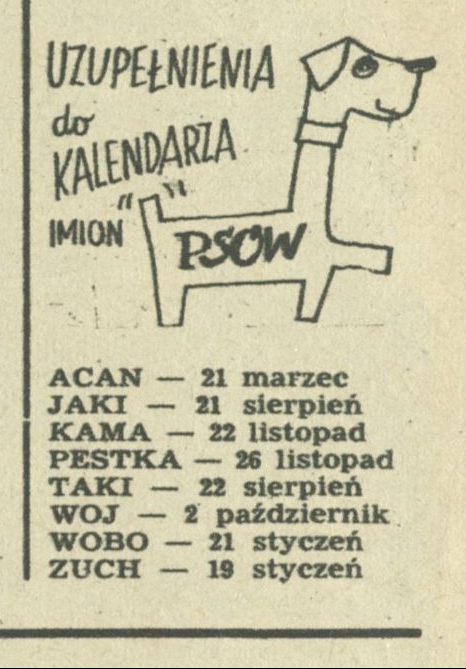 UZUPEŁNIENIA
do
KALENDARZA
IMION "PSOW"
ACAN — 21 marzec
JAKI — 21 sierpień
KAMA — 22 listopad
PESTKA — 26 listopad
TAKI — 22 sierpień
WOJ — 2 październik
WOBO — 21 styczeń
ZUCH — 19 styczeń